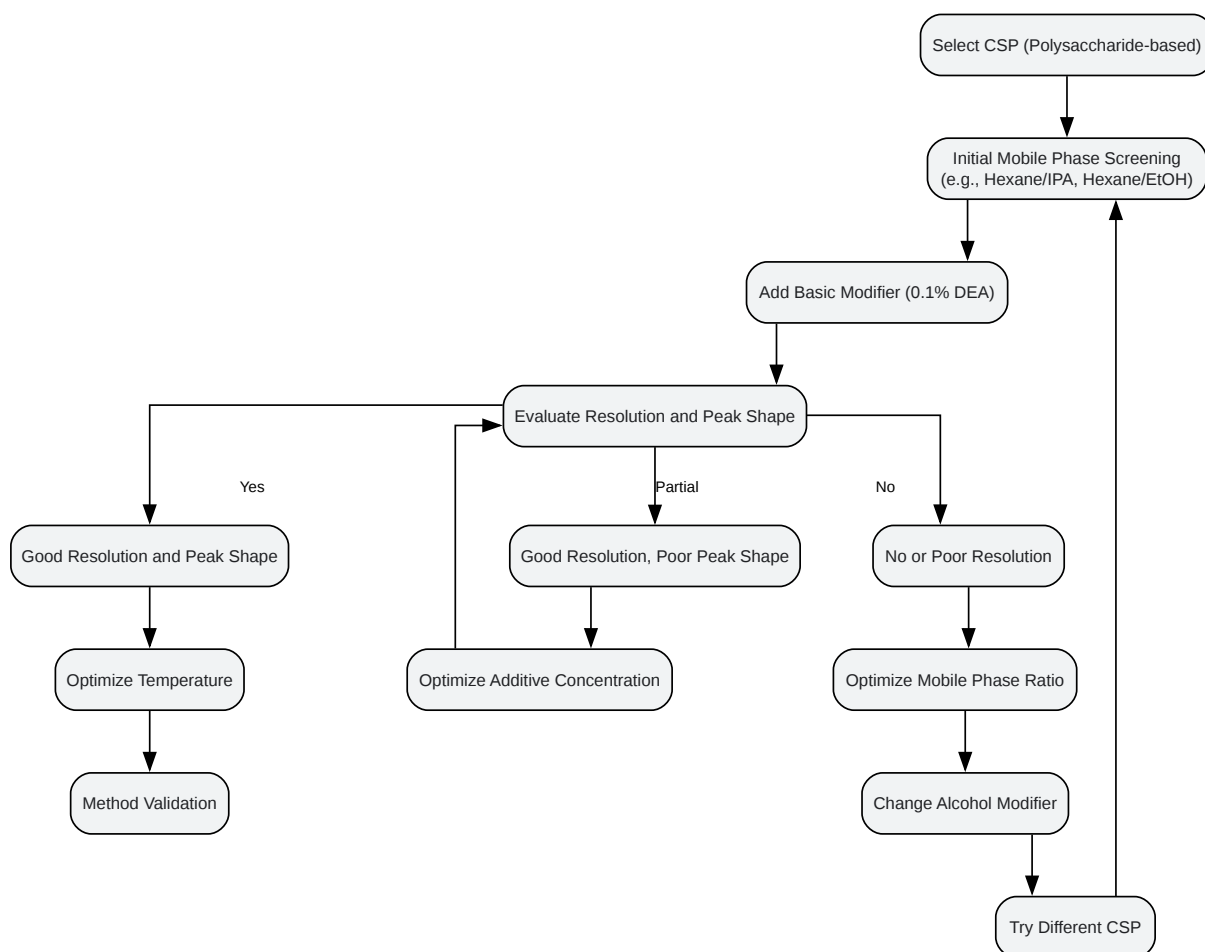 Select CSP (Polysaccharide-based)
Initial Mobile Phase Screening
(e.g., Hexane/IPA, Hexane/EtOH)
Add Basic Modifier (0.1% DEA)
Evaluate Resolution and Peak Shape
Yes
Partial
No
Good Resolution and Peak Shape
Good Resolution, Poor Peak Shape
No or Poor Resolution
Optimize Temperature
Optimize Additive Concentration
Optimize Mobile Phase Ratio
Method Validation
Change Alcohol Modifier
Try Different CSP